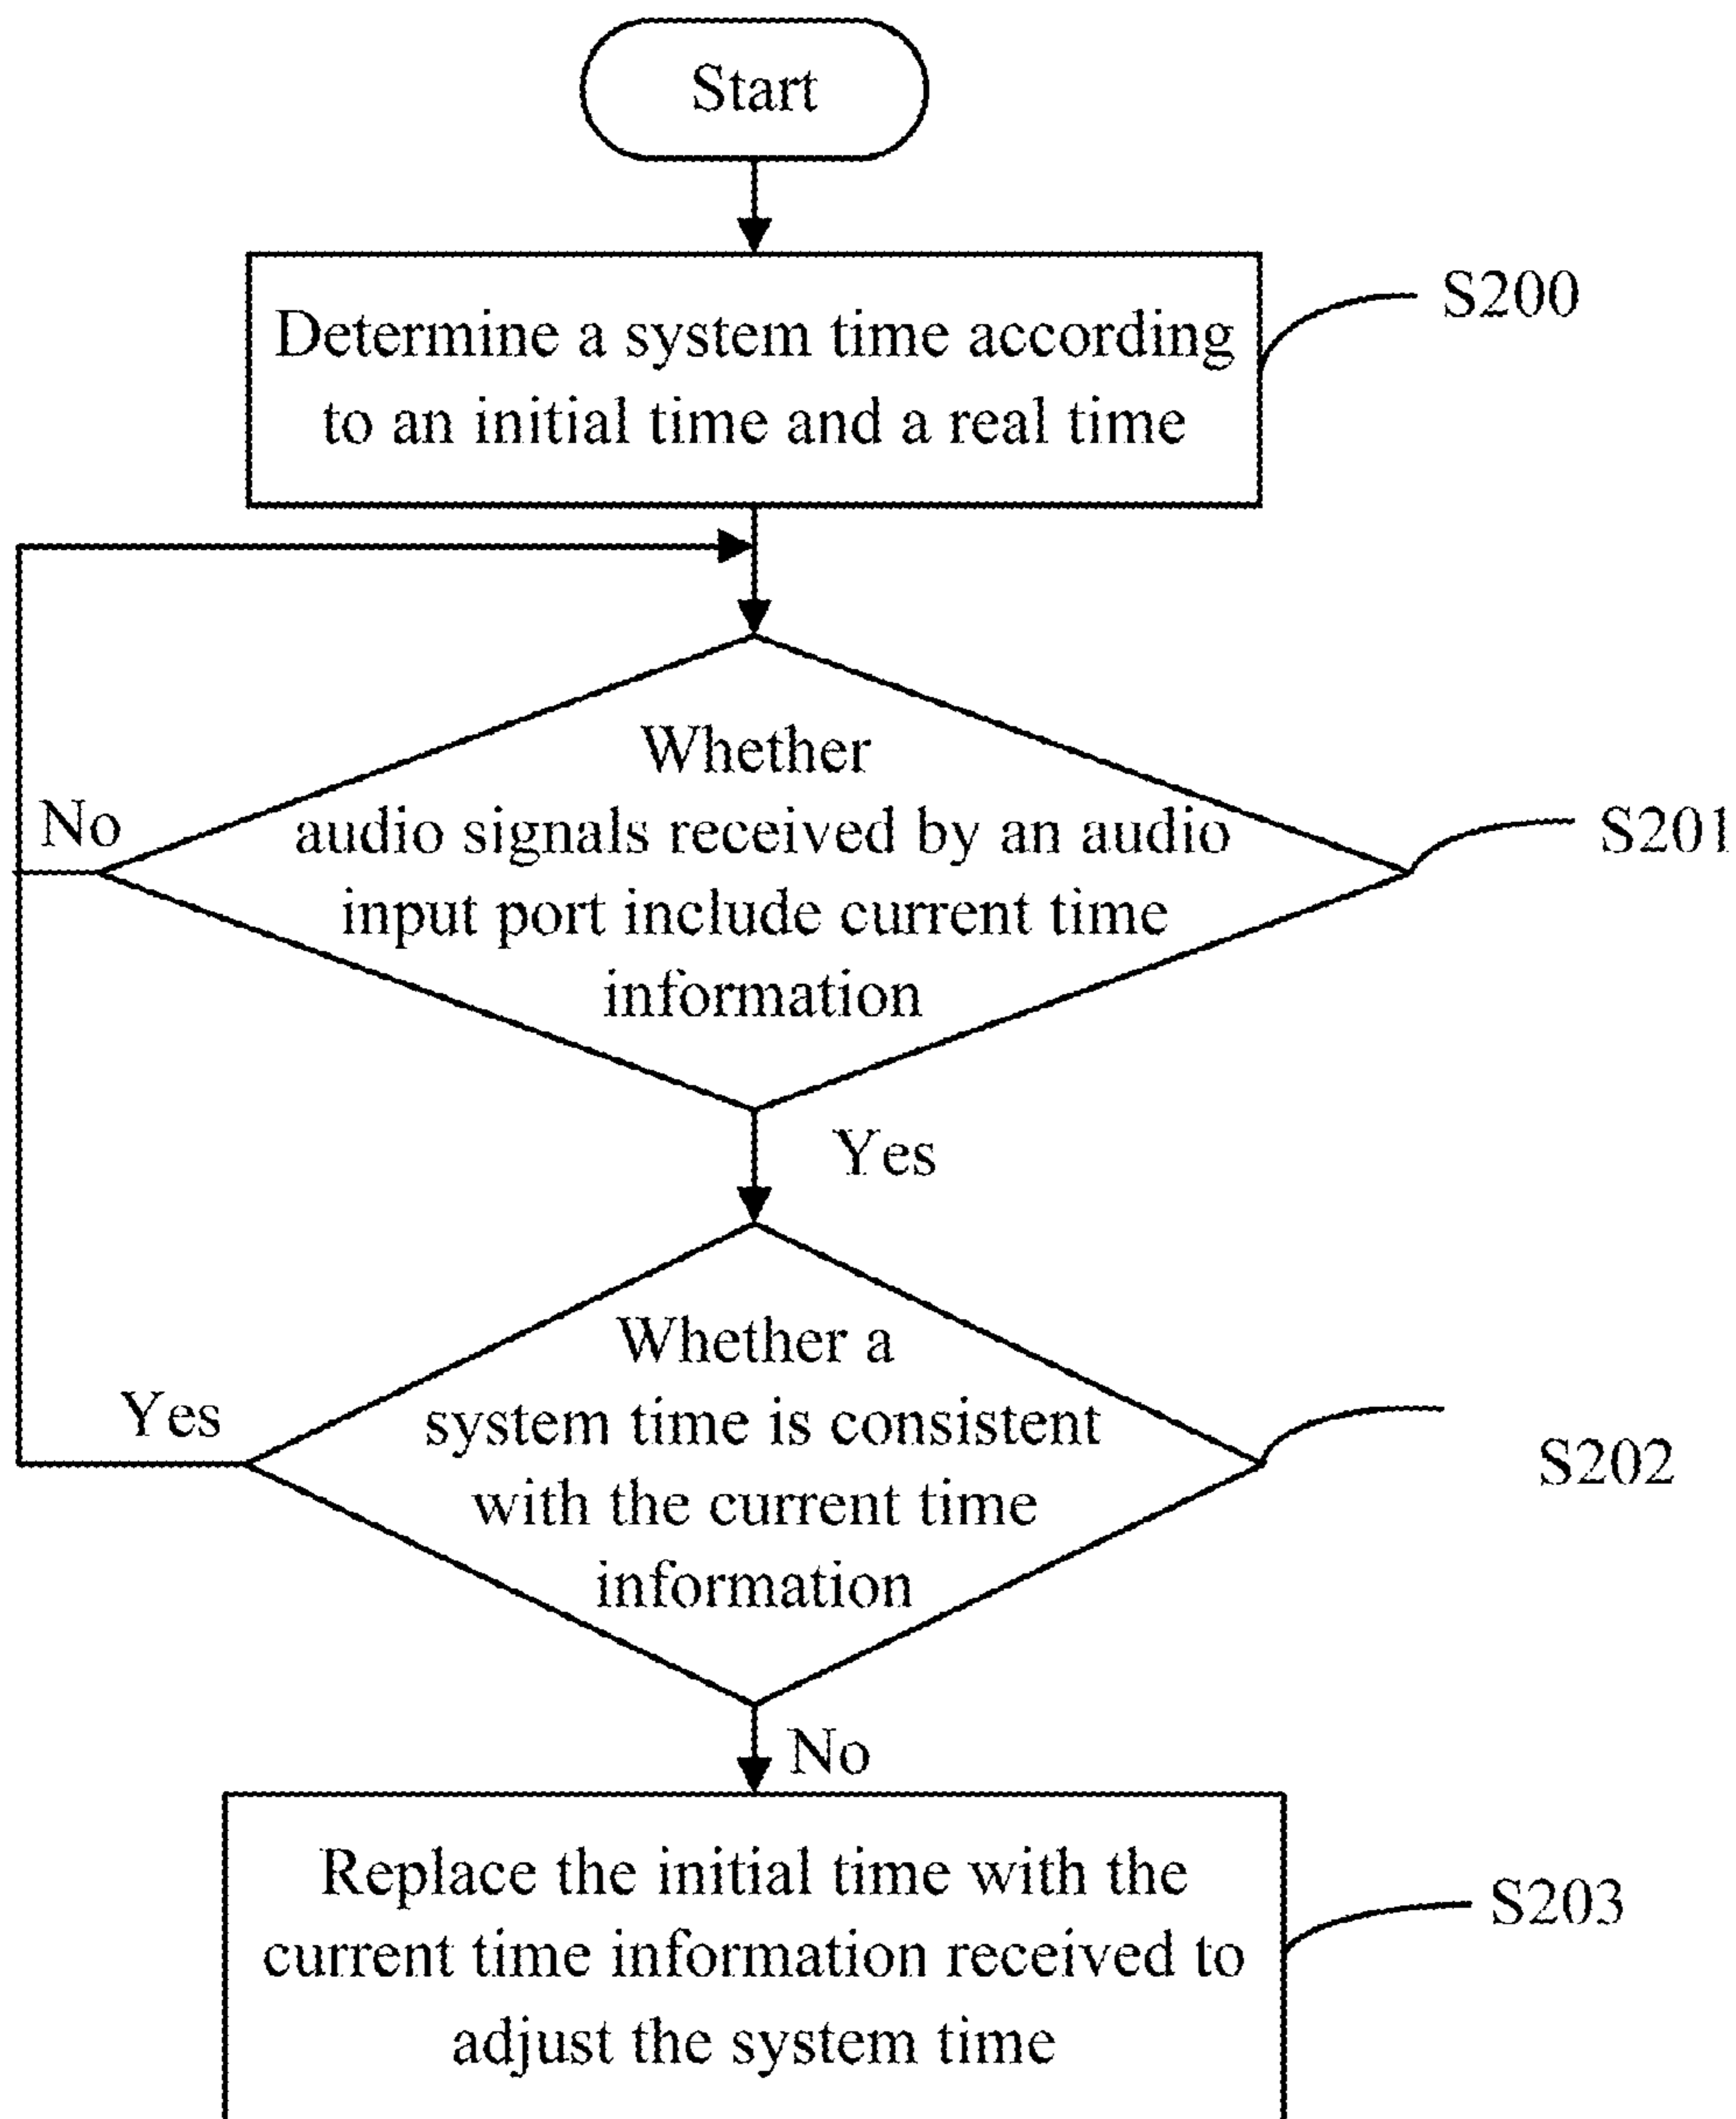 Start
Determine a system time according
to an initial time and a real time
S200
Whether
audio signals received by an audio
input port include current time
information
No
S201
Yes
Whether a
system time is consistent
with the current time
information
Yes
S202
No
Replace the initial time with the
current time information received to
adjust the system time
S203